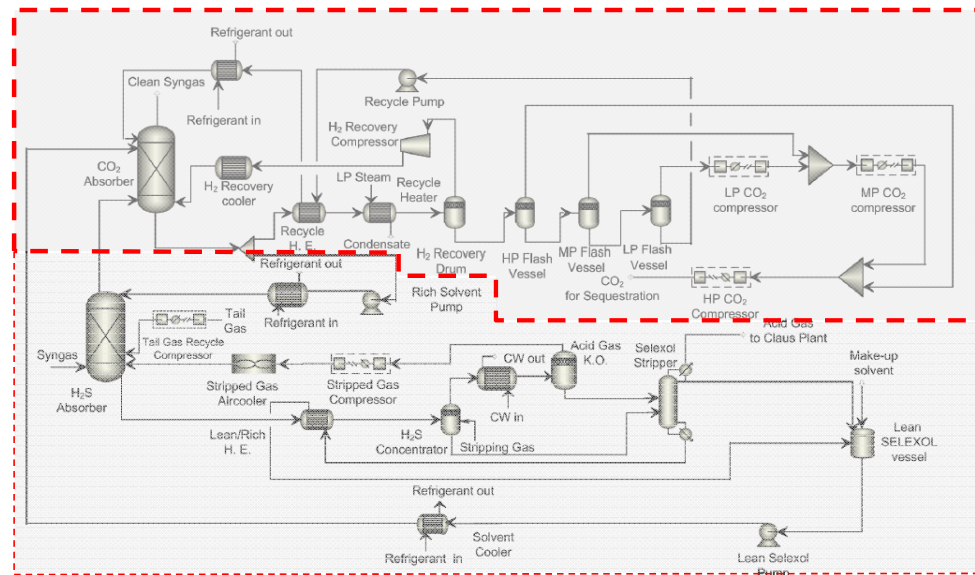 Refrigerant out
Clean Syngas
Refrigerant in
Recycle Pump
H2 Recovery
Compressor
CO2
Absorber
H2 Recovery
cooler
LP Steam
Recycle
Heater
Recycle
H. E.
Condensate
H2 Recovery
Drum
HP Flash
Vessel
MP Flash
Vessel
LP Flash
Vessel
LP CO2
compressor
MP CO2
compressor
CO2
for Sequestration
HP CO2
Compressor
Refrigerant out
Rich Solvent
Pump
Refrigerant in
Tail
Gas
Tail Gas Recycle
Compressor
Syngas
H2S
Absorber
Stripped Gas
Aircooler
Stripped Gas
Compressor
CW out
Acid Gas
K.O.
CW in
Selexol
Stripper
Acid Gas
to Claus Plant
Make-up
solvent
Lean/Rich
H. E.
H2S
Concentrator
Stripping Gas
Lean
SELEXOL
vessel
Refrigerant out
Refrigerant in
Solvent
Cooler
Lean Selexol
Pump